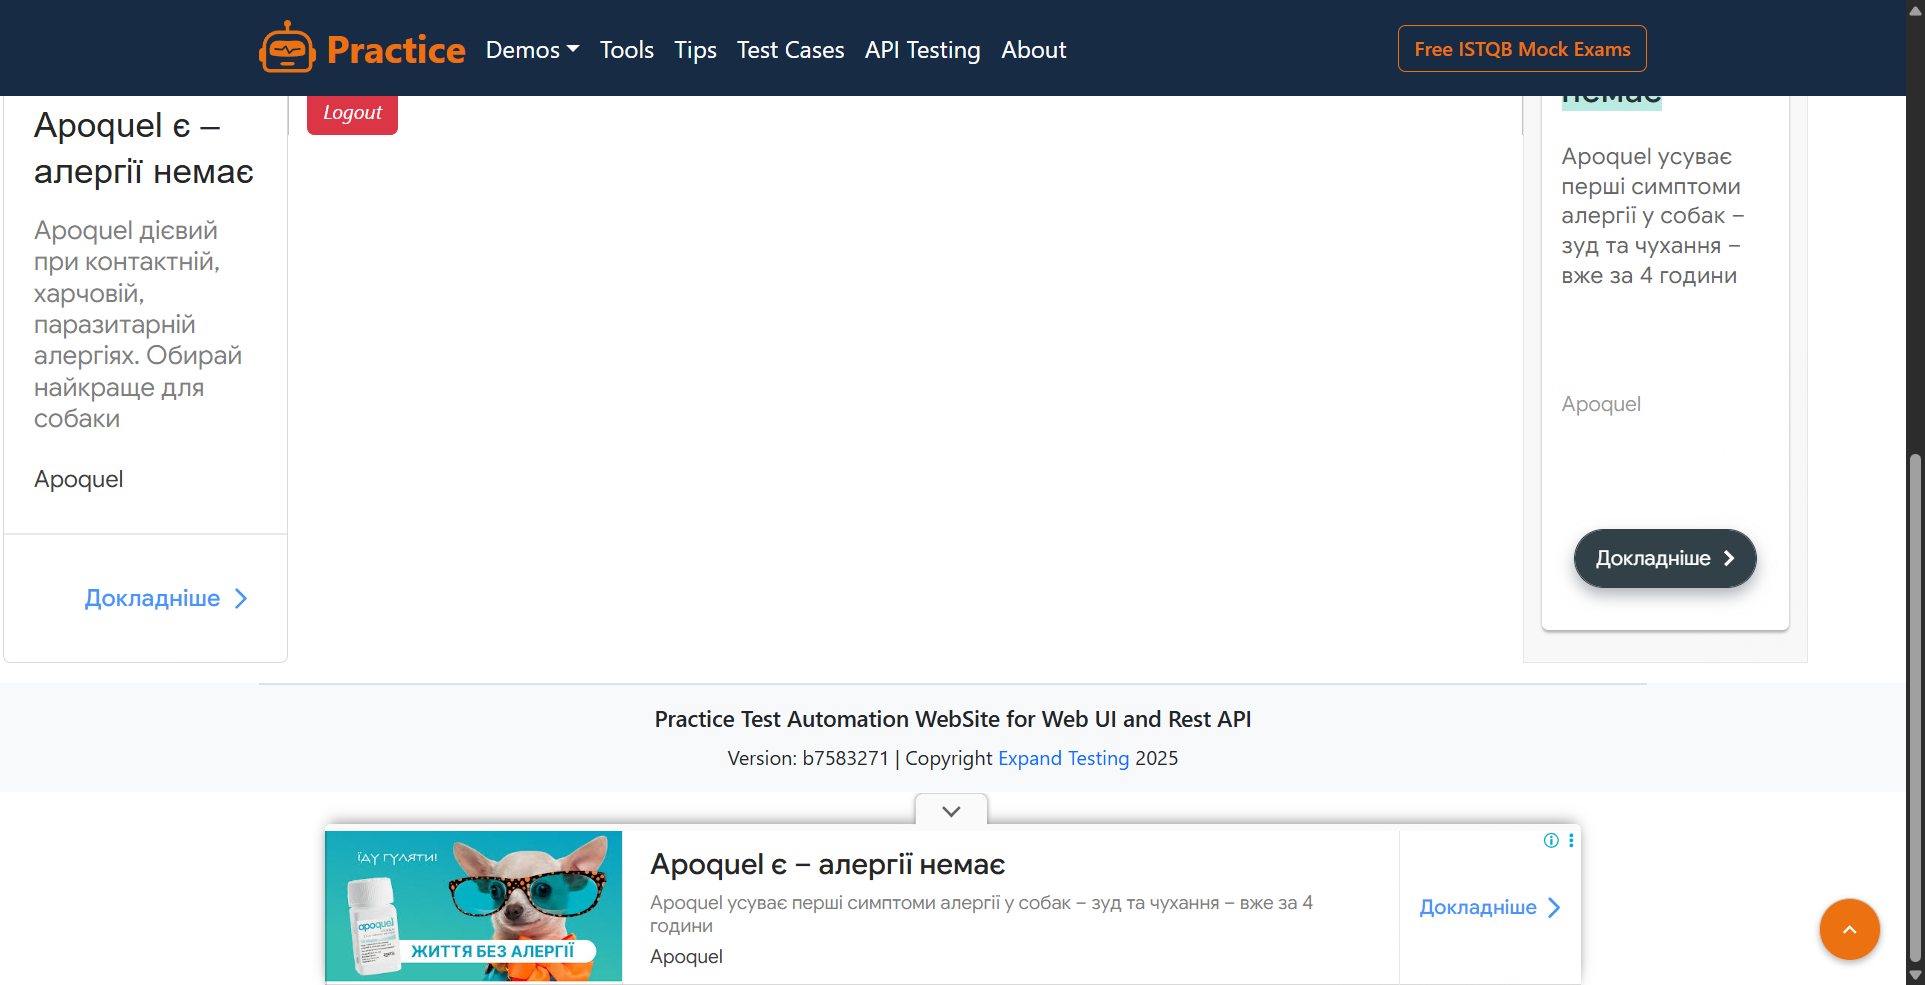 Practice
Demos
Tools
Tips
Test Cases
API Testing
About
Free ISTQB Mock Exams
Apoquel є –
алергії немає
Apoquel дієвий
при контактній,
харчовій,
паразитарній
алергіях. Обирай
найкраще для
собаки
Apoquel
Докладніше
Logout
немає
Apoquel усуває
перші симптоми
алергії у собак –
зуд та чухання –
вже за 4 години
Apoquel
Докладніше
Practice Test Automation WebSite for Web UI and Rest API
Version: b7583271 | Copyright Expand Testing 2025
ЇДУ ГУЛЯТИ!
apoquel
ЖИТТЯ БЕЗ АЛЕРГІЇ
Apoquel є – алергії немає
Apoquel усуває перші симптоми алергії у собак – зуд та чухання – вже за 4
години
Apoquel
Докладніше